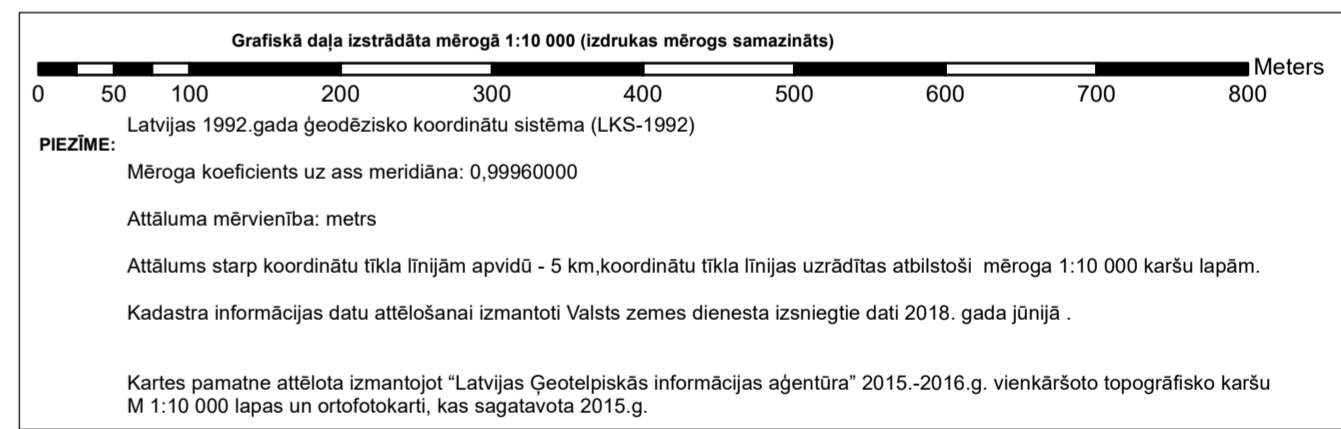 Grafiskā daļa izstrādāta mērogā 1:10 000 (izdrukas mērogs samazināts)
Meters
0 50 100 200 300 400 500 600 700 800
Latvijas 1992.gada ģeodēzisko koordinātu sistēma (LKS-1992)
PIEZĪME:
Mēroga koeficients uz ass meridiāna: 0,99960000
Attāluma mērvienība: metrs
Attālums starp koordinātu tīkla līnijām apvidū - 5 km,koordinātu tīkla līnijas uzrādītas atbilstoši mēroga 1:10 000 karšu lapām.
Kadastra informācijas datu attēlošanai izmantoti Valsts zemes dienesta izsniegtie dati 2018. gada jūnijā .
Kartes pamatne attēlota izmantojot “Latvijas Ģeotelpiskās informācijas aģentūra” 2015.-2016.g. vienkāršoto topogrāfisko karšu
M 1:10 000 lapas un ortofotokarti, kas sagatavota 2015.g.